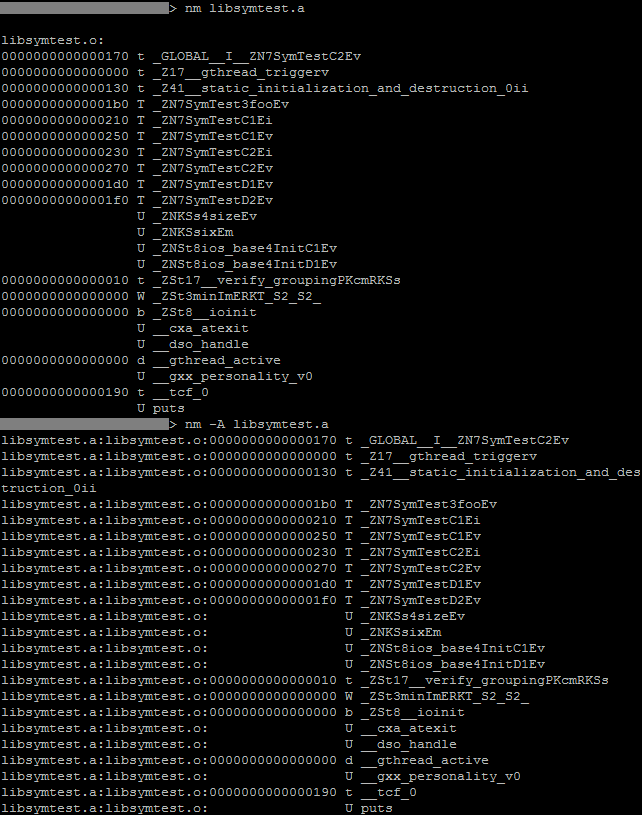 > nm libsymtest.a
libsymtest.o:
0000000000000170 t _GLOBAL__I__ZN7SymTestC2Ev
0000000000000000 t _Z17__gthread_triggerv
0000000000000130 t _Z41__static_initialization_and_destruction_0ii
00000000000001b0 T _ZN7SymTest3fooEv
0000000000000210 T _ZN7SymTestC1Ei
0000000000000250 T _ZN7SymTestC1Ev
0000000000000230 T _ZN7SymTestC2Ei
0000000000000270 T _ZN7SymTestC2Ev
00000000000001d0 T _ZN7SymTestD1Ev
00000000000001f0 T _ZN7SymTestD2Ev
                 U _ZNKSs4sizeEv
                 U _ZNKSsixEm
                 U _ZNSt8ios_base4InitC1Ev
                 U _ZNSt8ios_base4InitD1Ev
0000000000000010 t _ZSt17__verify_groupingPKcmRKSs
0000000000000000 W _ZSt3minImERKT_S2_S2_
0000000000000000 b _ZSt8__ioinit
                 U __cxa_atexit
                 U __dso_handle
0000000000000000 d __gthread_active
                 U __gxx_personality_v0
0000000000000190 t __tcf_0
                 U puts
> nm -A libsymtest.a
libsymtest.a:libsymtest.o:0000000000000170 t _GLOBAL__I__ZN7SymTestC2Ev
libsymtest.a:libsymtest.o:0000000000000000 t _Z17__gthread_triggerv
libsymtest.a:libsymtest.o:0000000000000130 t _Z41__static_initialization_and_des
truction_0ii
libsymtest.a:libsymtest.o:00000000000001b0 T _ZN7SymTest3fooEv
libsymtest.a:libsymtest.o:0000000000000210 T _ZN7SymTestC1Ei
libsymtest.a:libsymtest.o:0000000000000250 T _ZN7SymTestC1Ev
libsymtest.a:libsymtest.o:0000000000000230 T _ZN7SymTestC2Ei
libsymtest.a:libsymtest.o:0000000000000270 T _ZN7SymTestC2Ev
libsymtest.a:libsymtest.o:00000000000001d0 T _ZN7SymTestD1Ev
libsymtest.a:libsymtest.o:00000000000001f0 T _ZN7SymTestD2Ev
libsymtest.a:libsymtest.o:                 U _ZNKSs4sizeEv
libsymtest.a:libsymtest.o:                 U _ZNKSsixEm
libsymtest.a:libsymtest.o:                 U _ZNSt8ios_base4InitC1Ev
libsymtest.a:libsymtest.o:                 U _ZNSt8ios_base4InitD1Ev
libsymtest.a:libsymtest.o:0000000000000010 t _ZSt17__verify_groupingPKcmRKSs
libsymtest.a:libsymtest.o:0000000000000000 W _ZSt3minImERKT_S2_S2_
libsymtest.a:libsymtest.o:0000000000000000 b _ZSt8__ioinit
libsymtest.a:libsymtest.o:                 U __cxa_atexit
libsymtest.a:libsymtest.o:                 U __dso_handle
libsymtest.a:libsymtest.o:0000000000000000 d __gthread_active
libsymtest.a:libsymtest.o:                 U __gxx_personality_v0
libsymtest.a:libsymtest.o:0000000000000190 t __tcf_0
libsymtest.a:libsymtest.o:                 U puts